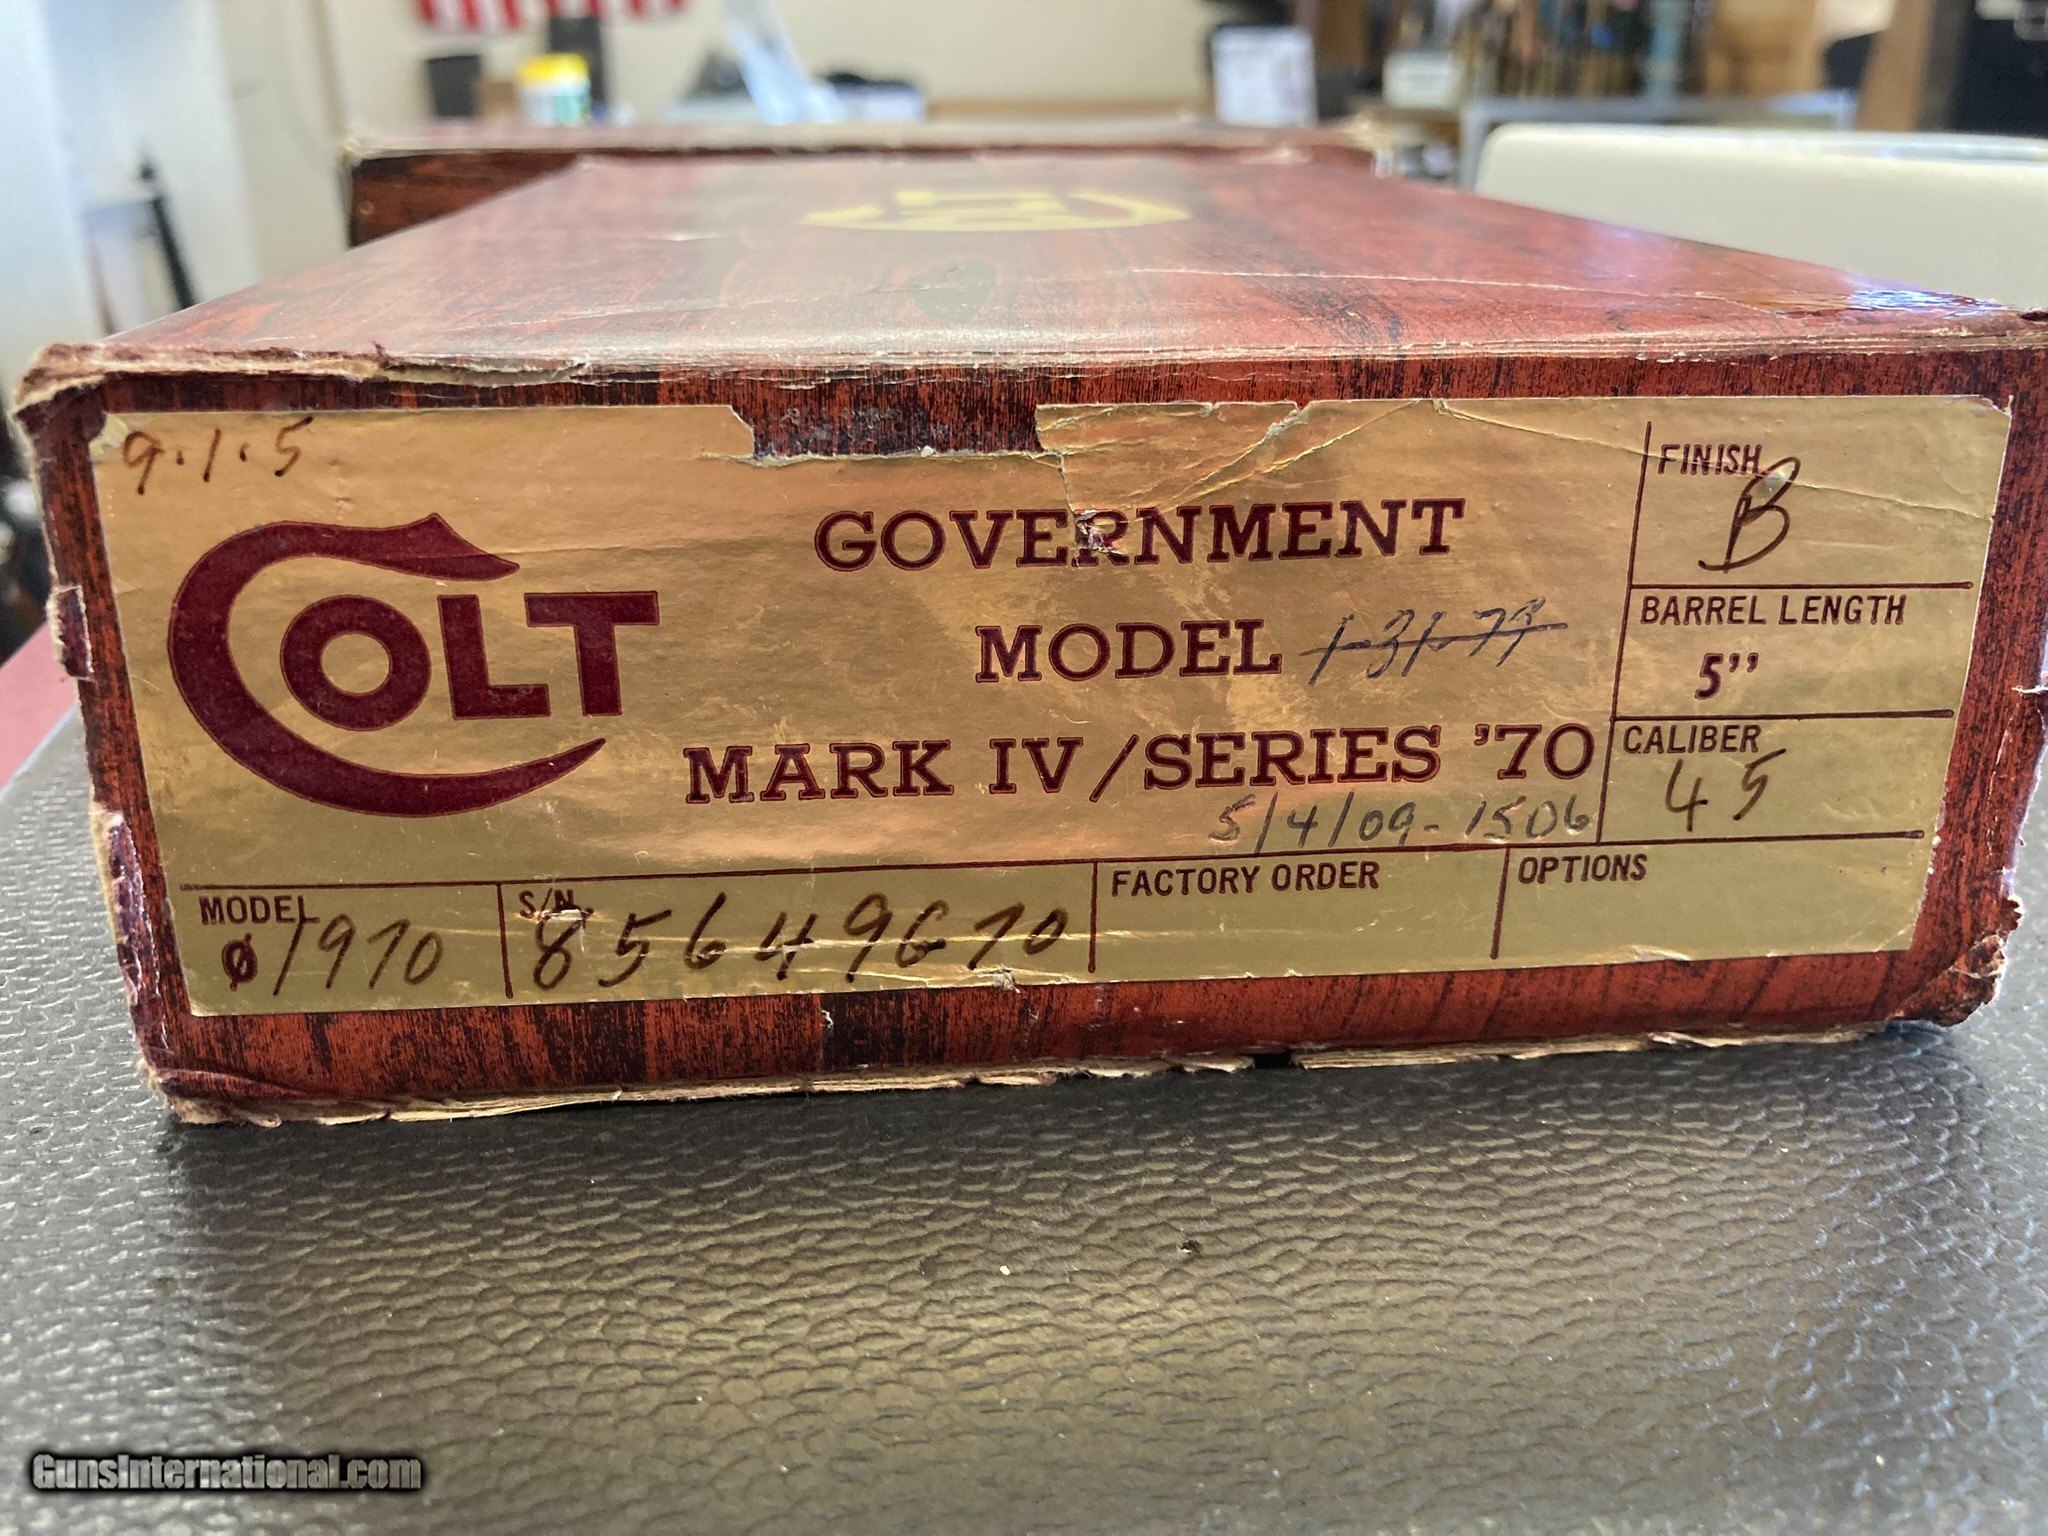 9.1.5
COLT
GOVERNMENT
MODEL 1-31-77
MARK IV/SERIES '70
5/4/09-1506
FINISH
B
BARREL LENGTH
5"
CALIBER
45
MODEL
Ø1970
S/N.
85649G70
FACTORY ORDER
OPTIONS
GunsInternational.com